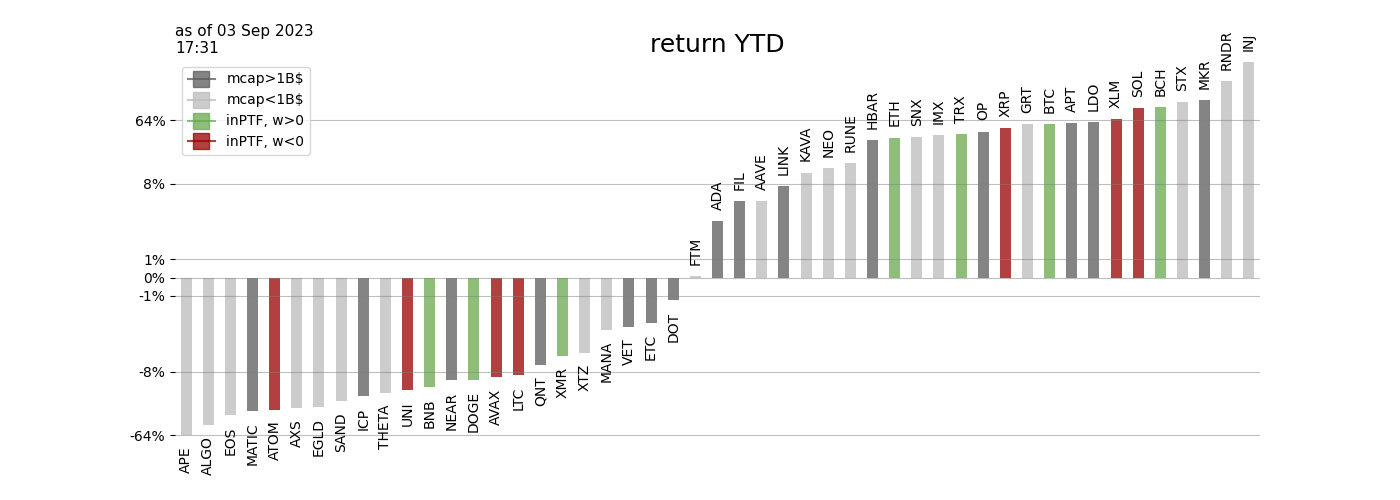 as of 03 Sep 2023
17:31
return YTD
mcap>1B$
mcap<1B$
inPTF, w>0
inPTF, w<0
64%
8%
1%
0%
-1%
-8%
-64%
APE
ALGO
EOS
MATIC
ATOM
AXS
EGLD
SAND
ICP
THETA
UNI
BNB
NEAR
DOGE
AVAX
LTC
QNT
XMR
XTZ
MANA
VET
ETC
DOT
FTM
ADA
FIL
AAVE
LINK
KAVA
NEO
RUNE
HBAR
ETH
SNX
IMX
TRX
OP
XRP
GRT
BTC
APT
LDO
XLM
SOL
BCH
STX
MKR
RNDR
INJ